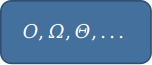 O, Ω, Θ, . . .